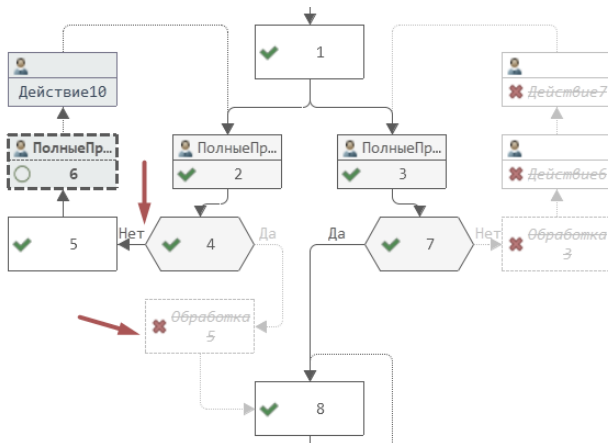 1
Действие10
Действие7
ПолныеПр...
6
ПолныеПр...
2
ПолныеПр...
3
Действие6
5
Нет
4
Да
Да
7
Нет
Обработка
3
Обработка
5
8